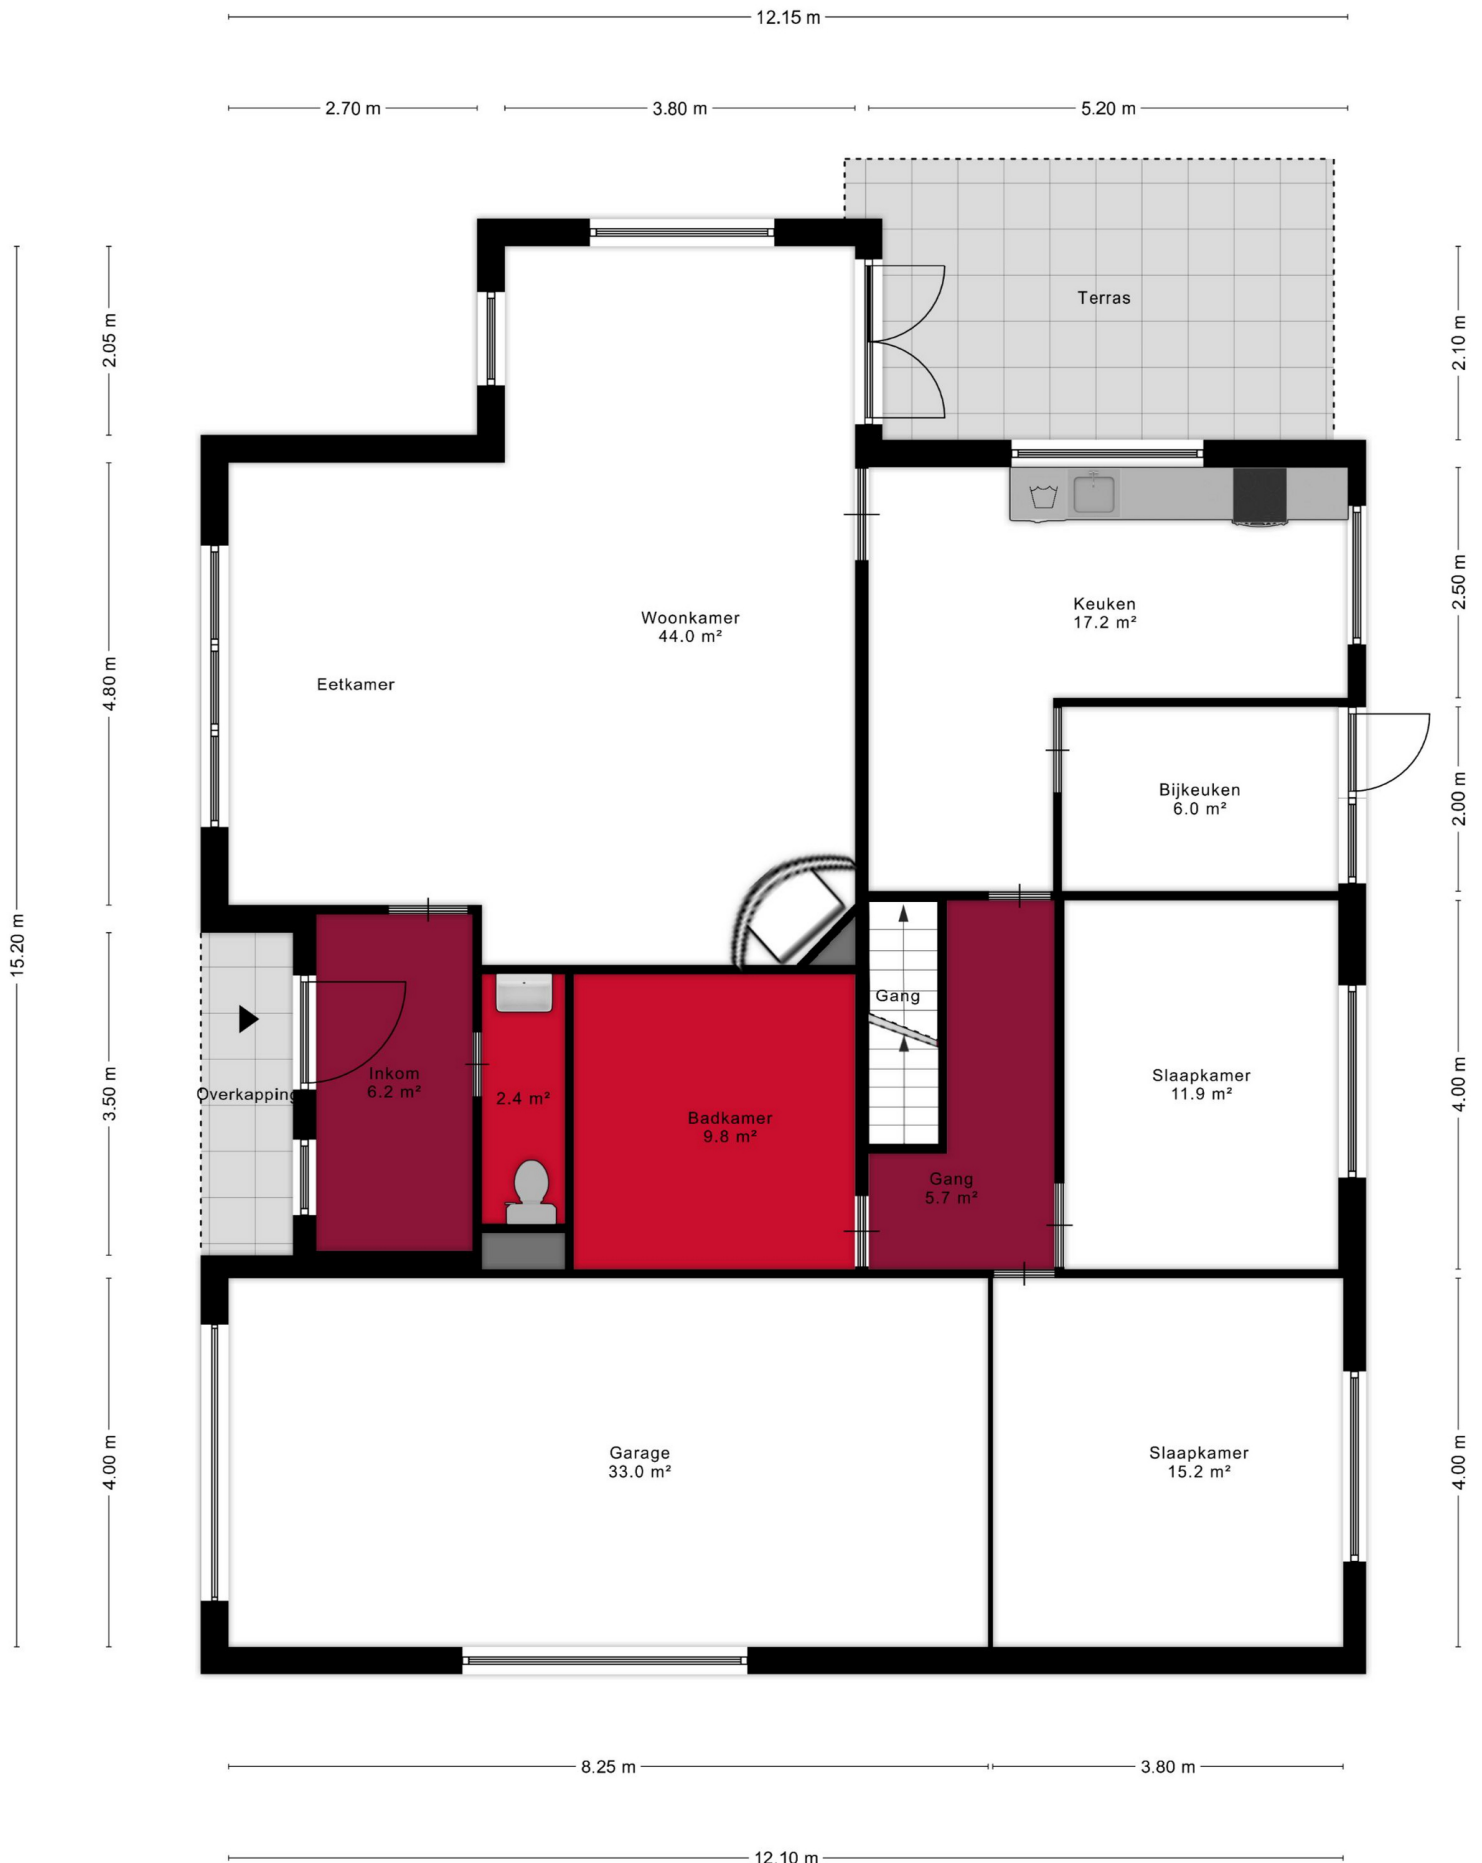 12.15 m
2.70 m
3.80 m
5.20 m
Terras
2.05 m
2.10 m
Woonkamer
44.0 m²
Keuken
17.2 m²
2.50 m
Eetkamer
4.80 m
Bijkeuken
6.0 m²
2.00 m
15.20 m
Gang
Overkapping
Inkom
6.2 m²
2.4 m²
Badkamer
9.8 m²
Slaapkamer
11.9 m²
3.50 m
4.00 m
Gang
5.7 m²
Garage
33.0 m²
Slaapkamer
15.2 m²
4.00 m
4.00 m
8.25 m
3.80 m
12.10 m